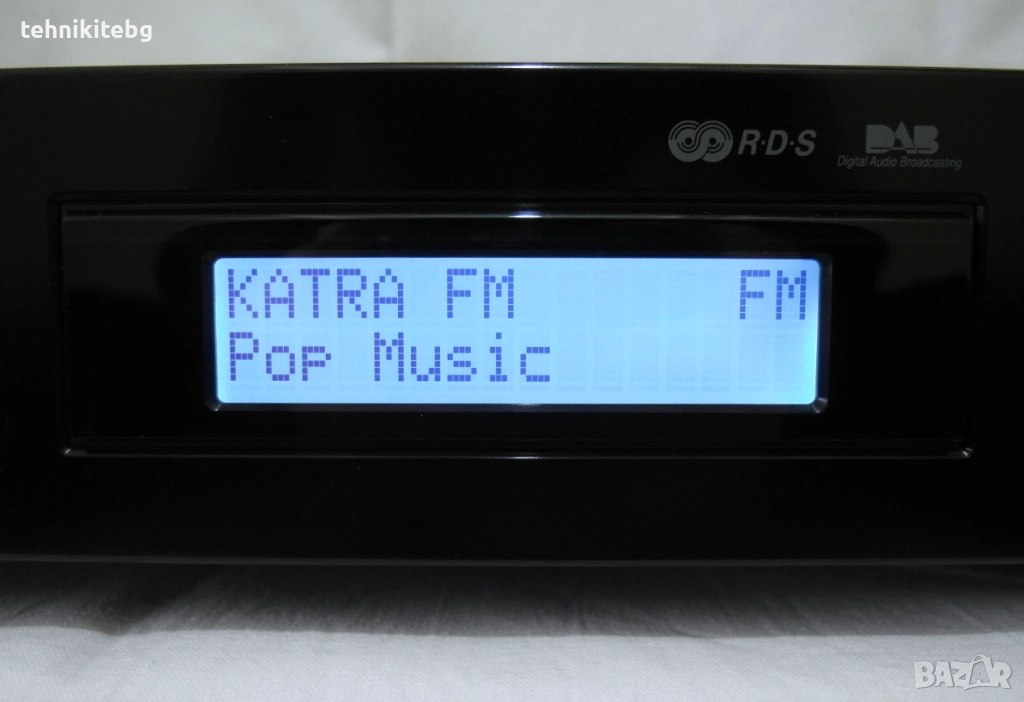 tehnikitebg
R·D·S
DAB
Digital Audio Broadcasting
KATRA FM FM
Pop Music
BAZAR